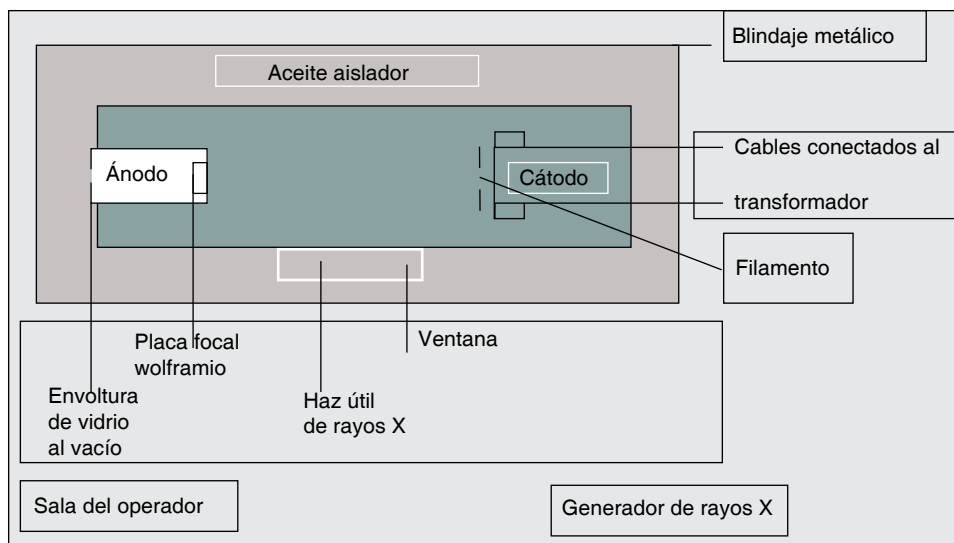 Blindaje metálico
Aceite aislador
Ánodo
Cátodo
Cables conectados al
transformador
Filamento
Placa focal
wolframio
Ventana
Envoltura
de vidrio
al vacío
Haz útil
de rayos X
Sala del operador
Generador de rayos X